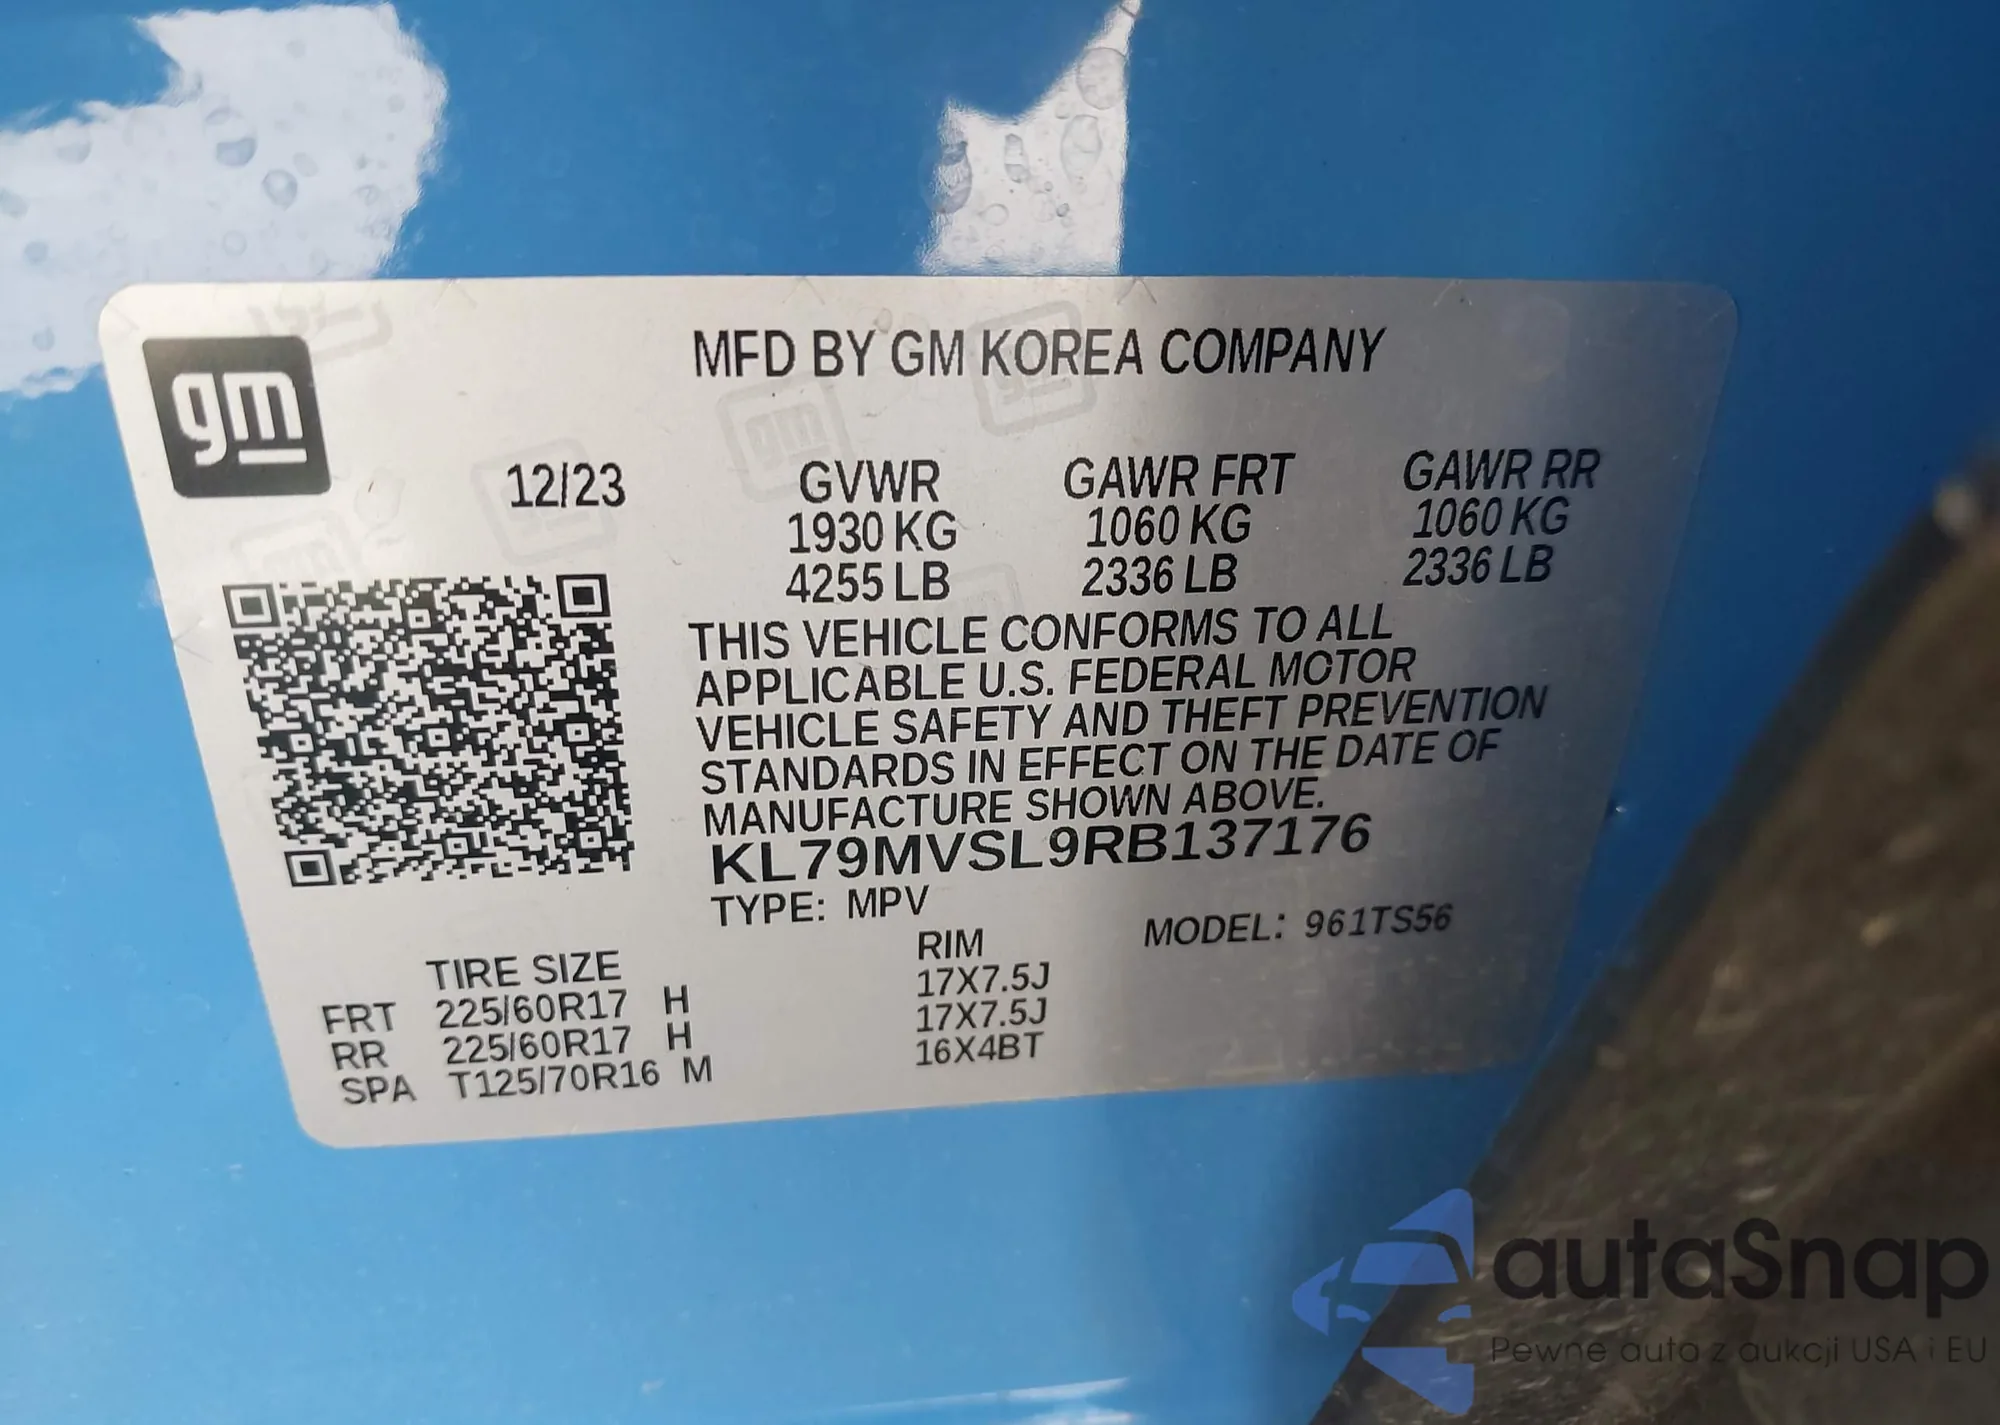 gm
MFD BY GM KOREA COMPANY
12/23 GVWR GAWR FRT GAWR RR
1930 KG 1060 KG 1060 KG
4255 LB 2336 LB 2336 LB
THIS VEHICLE CONFORMS TO ALL
APPLICABLE U.S. FEDERAL MOTOR
VEHICLE SAFETY AND THEFT PREVENTION
STANDARDS IN EFFECT ON THE DATE OF
MANUFACTURE SHOWN ABOVE.
KL79MVSL9RB137176
TYPE: MPV MODEL: 961TS56
TIRE SIZE RIM
FRT 225/60R17 H 17X7.5J
RR 225/60R17 H 17X7.5J
SPA T125/70R16 M 16X4BT
autaSnap
Pewne auta z aukcji USA i EU